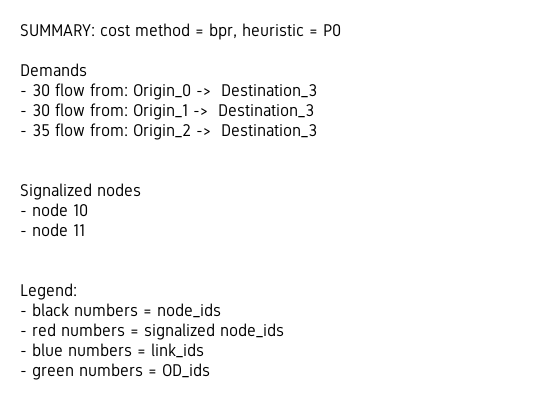 SUMMARY: cost method = bpr, heuristic = P0
Demands
- 30 flow from: Origin_0 -> Destination_3
- 30 flow from: Origin_1 -> Destination_3
- 35 flow from: Origin_2 -> Destination_3
Signalized nodes
- node 10
- node 11
Legend:
- black numbers = node_ids
- red numbers = signalized node_ids
- blue numbers = link_ids
- green numbers = OD_ids